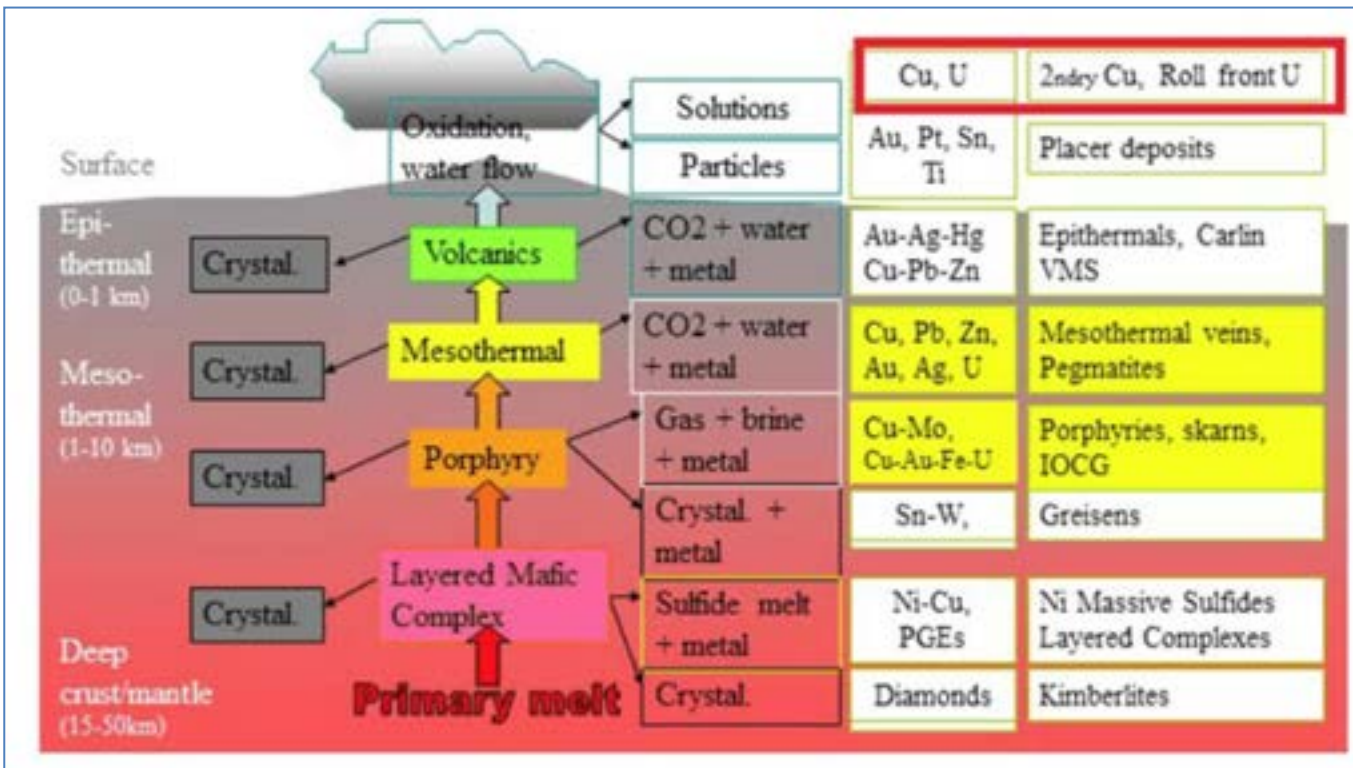 Cu, U
2ndry Cu, Roll front U
Oxidation,
water flow
Solutions
Particles
Au, Pt, Sn,
Ti
Placer deposits
Surface
Epi-
thermal
(0-1 km)
Crystal.
Volcanics
CO2 + water
+ metal
Au-Ag-Hg
Cu-Pb-Zn
Epithermals, Carlin
VMS
Meso-
thermal
(1-10 km)
Crystal.
Mesothermal
CO2 + water
+ metal
Cu, Pb, Zn,
Au, Ag, U
Mesothermal veins,
Pegmatites
Crystal.
Porphyry
Gas + brine
+ metal
Cu-Mo,
Cu-Au-Fe-U
Porphyries, skarns,
IOCG
Crystal. +
metal
Sn-W,
Greisens
Crystal.
Layered Mafic
Complex
Sulfide melt
+ metal
Ni-Cu,
PGEs
Ni Massive Sulfides
Layered Complexes
Deep
crust/mantle
(15-50km)
Primary melt
Crystal.
Diamonds
Kimberlites